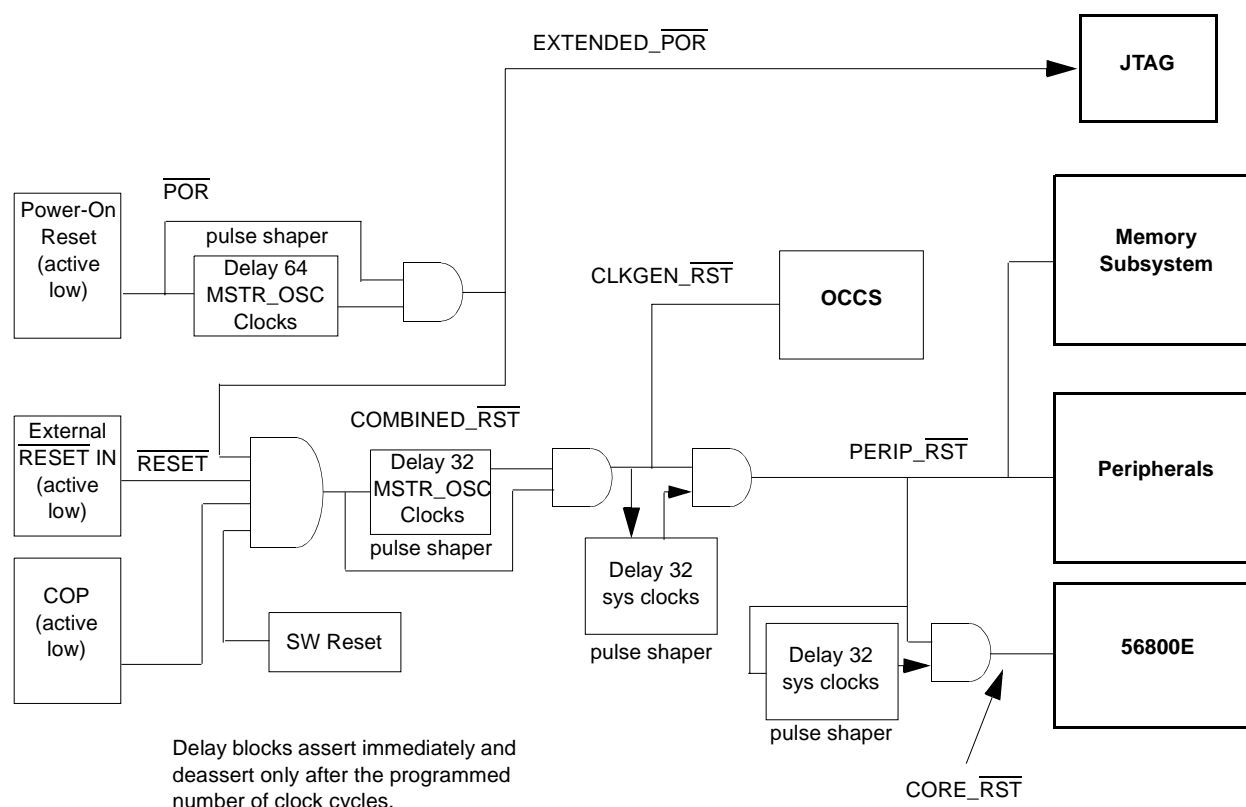 EXTENDED_POR
JTAG
POR
Power-On
Reset
(active
low)
pulse shaper
Delay 64
MSTR_OSC
Clocks
CLKGEN_RST
OCCS
Memory
Subsystem
External
RESET IN
(active
low)
RESET
COMBINED_RST
Delay 32
MSTR_OSC
Clocks
pulse shaper
PERIP_RST
Peripherals
COP
(active
low)
SW Reset
Delay 32
sys clocks
pulse shaper
Delay 32
sys clocks
pulse shaper
56800E
CORE_RST
Delay blocks assert immediately and
deassert only after the programmed
number of clock cycles.